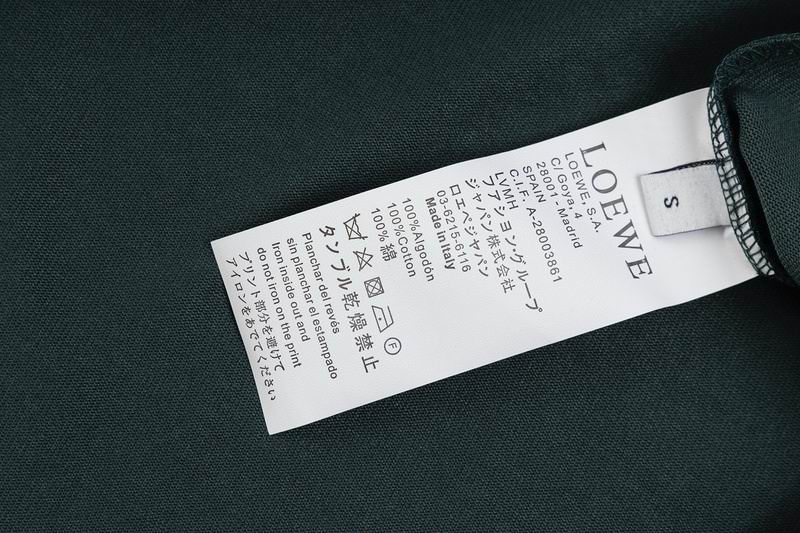 LOEWE
LOEWE, S.A.
C/Goya, 4
28001 - Madrid
SPAIN
C.I.F. A-28003861
LVMH
ファション・グループ
ジャパン株式会社
ロエベジャパン
03-6215-6116
Made in Italy
100%Algodón
100%Cotton
100%綿
F
タンブル乾燥禁止
Planchar del revés
sin planchar el estampado
Iron inside out and
do not iron on the print
プリント部分を避けて
アイロンをあててください
S